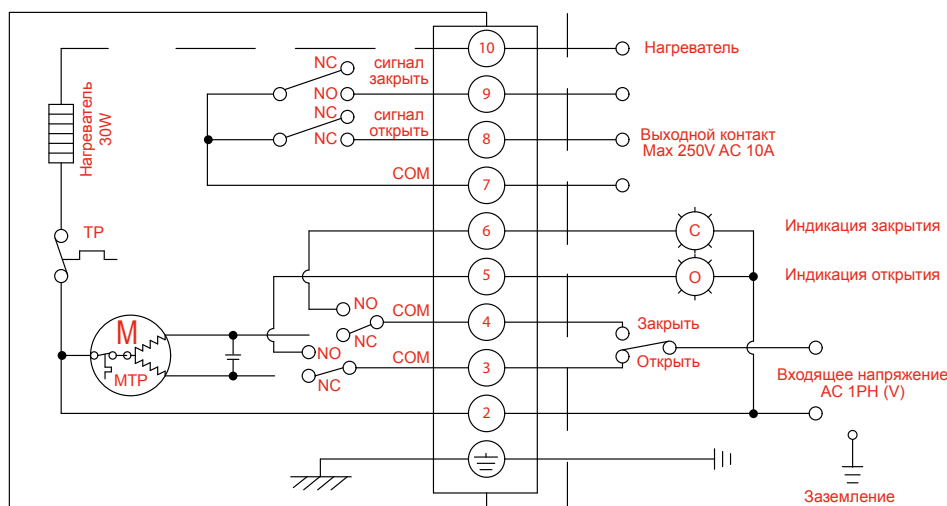 10
Нагреватель
NC
сигнал
закрыть
NO
9
NC
сигнал
открыть
NC
8
Выходной контакт
Max 250V AC 10A
COM
7
Нагреватель
30W
6
C
Индикация закрытия
TP
5
O
Индикация открытия
NO
COM
4
Закрыть
NC
M
MTP
NO
COM
3
Открыть
NC
Входящее напряжение
AC 1PH (V)
2
Заземление